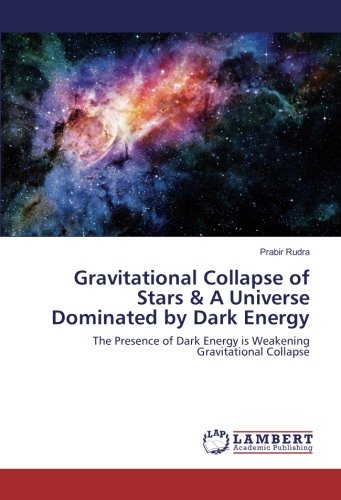 Prabir Rudra
Gravitational Collapse of
Stars & A Universe
Dominated by Dark Energy
The Presence of Dark Energy is Weakening
Gravitational Collapse
LAP
LAMBERT
Academic Publishing